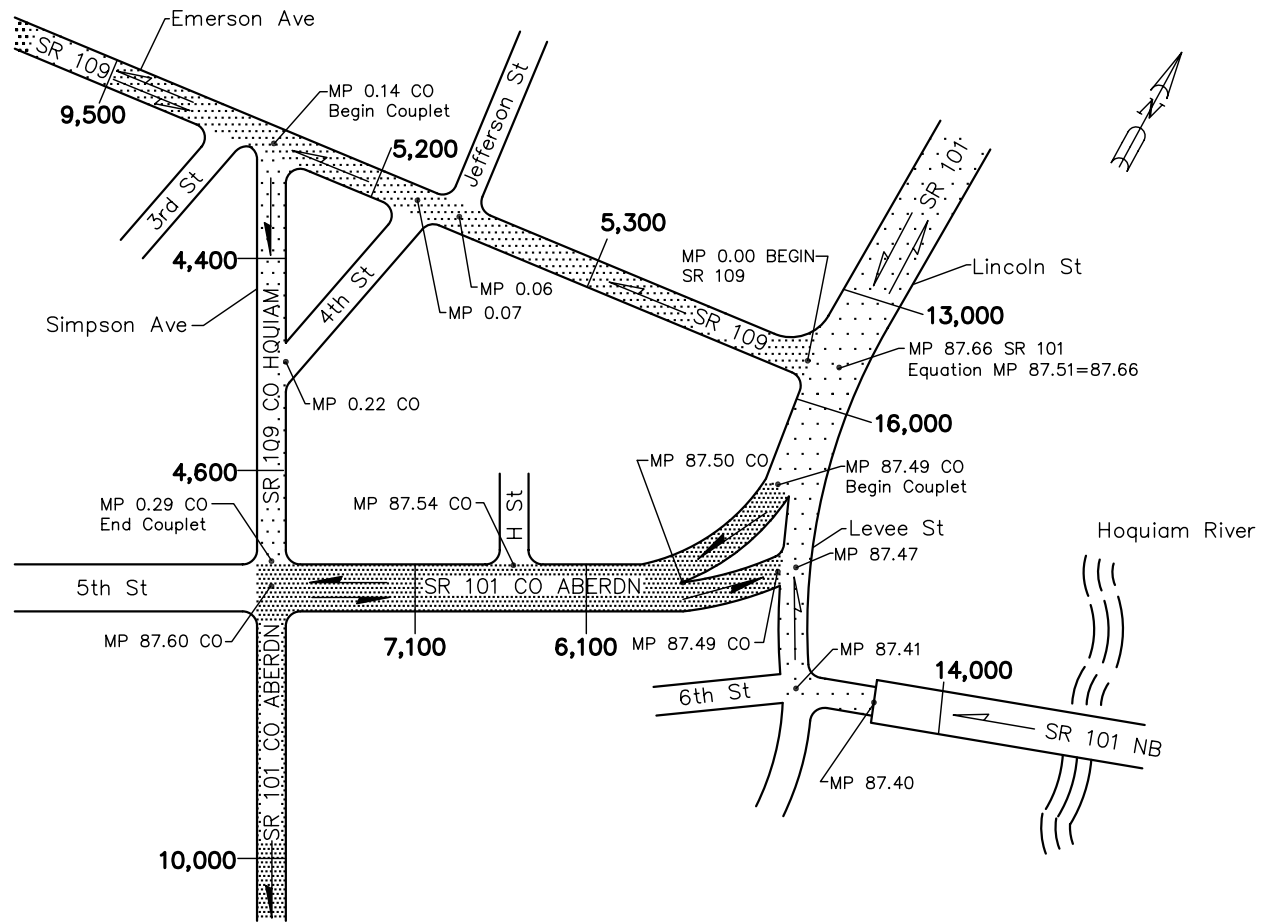 Emerson Ave
SR 109
9,500
MP 0.14 CO
Begin Couplet
5,200
Jefferson St
3rd St
4,400
5,300
MP 0.00 BEGIN
SR 109
SR 101
N
Lincoln St
13,000
MP 0.06
MP 0.07
4th St
Simpson Ave
SR 109
MP 87.66 SR 101
Equation MP 87.51=87.66
MP 0.22 CO
SR 109 CO HQUIAM
16,000
4,600
MP 87.50 CO
MP 87.49 CO
Begin Couplet
MP 0.29 CO
End Couplet
MP 87.54 CO
H St
Levee St
MP 87.47
Hoquiam River
5th St
SR 101 CO ABERDN
MP 87.60 CO
7,100
6,100
MP 87.49 CO
MP 87.41
14,000
6th St
SR 101 CO ABERDN
SR 101 NB
MP 87.40
10,000